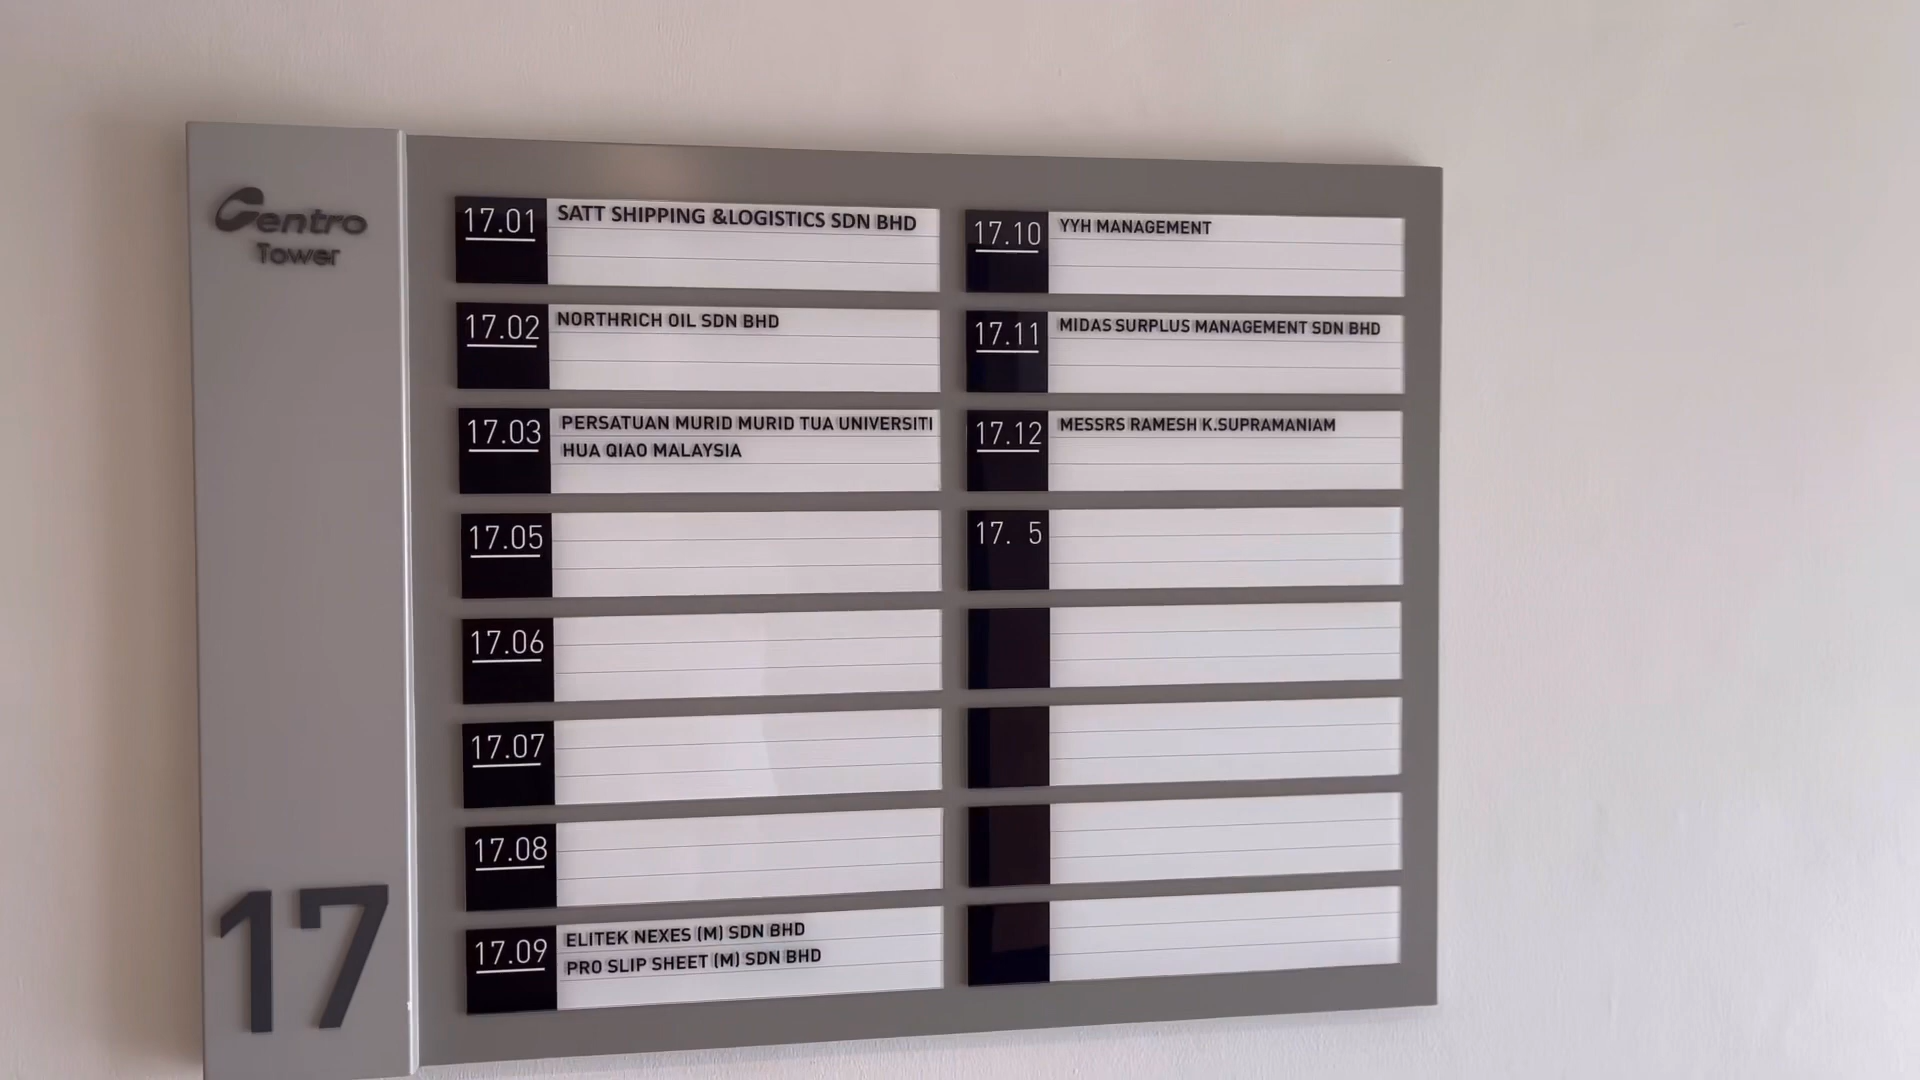 Centro
Tower
17
17.01
SATT SHIPPING &LOGISTICS SDN BHD
17.02
NORTHRICH OIL SDN BHD
17.03
PERSATUAN MURID MURID TUA UNIVERSITI
HUA QIAO MALAYSIA
17.05
17.06
17.07
17.08
17.09
ELITEK NEXES (M) SDN BHD
PRO SLIP SHEET (M) SDN BHD
17.10
YYH MANAGEMENT
17.11
MIDAS SURPLUS MANAGEMENT SDN BHD
17.12
MESSRS RAMESH K.SUPRAMANIAM
17. 5